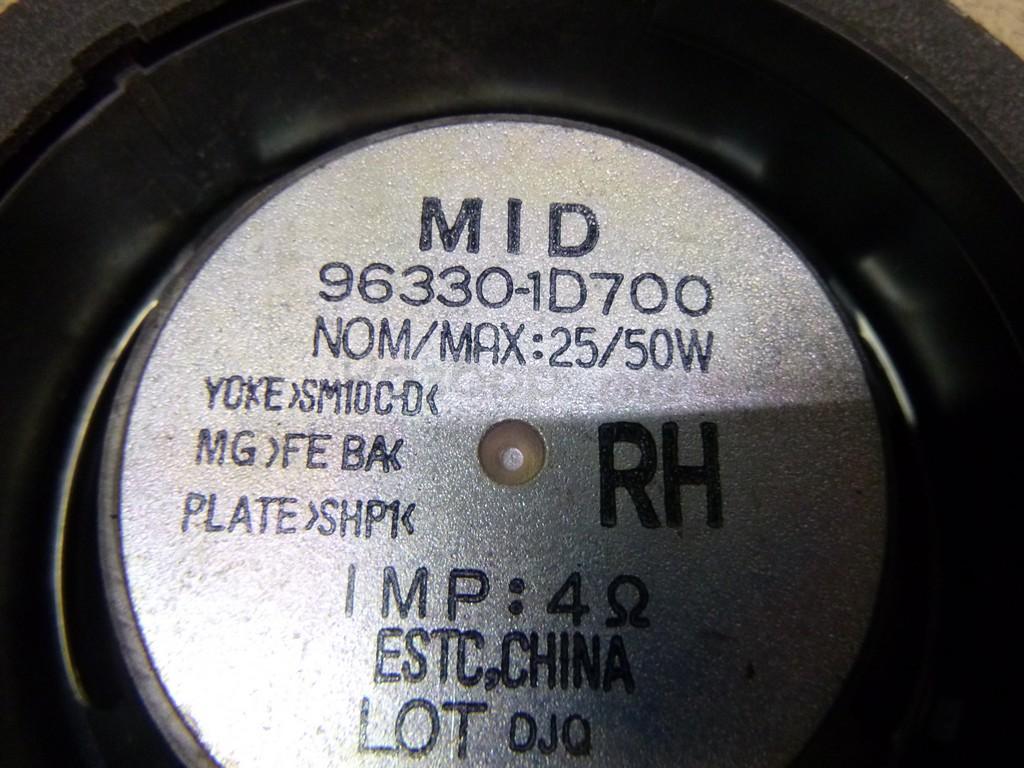 MID
96330-1D700
NOM/MAX:25/50W
YOKE>SM10C-D<
MG>FE BA<
PLATE>SHP1<
RH
IMP:4Ω
ESTC,CHINA
LOT DJQ